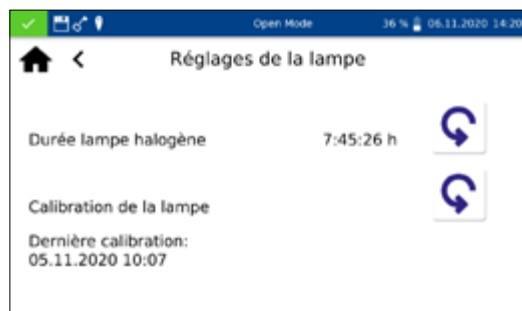 Open Mode 36 % 06.11.2020 14:20
Réglages de la lampe
Durée lampe halogène 7:45:26 h
Calibration de la lampe
Dernière calibration:
05.11.2020 10:07